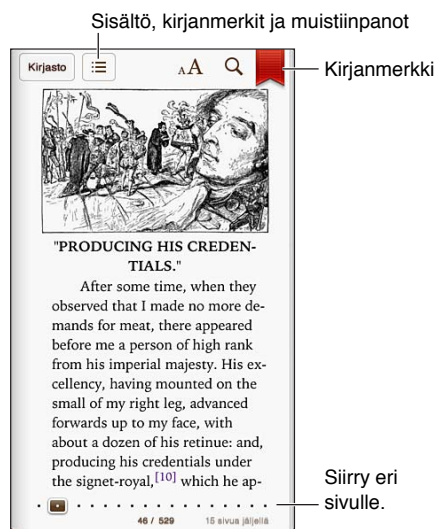 Sisältö, kirjanmerkit ja muistiinpanot
Kirjasto
AA
Kirjanmerkki
"PRODUCING HIS CREDEN-
TIALS."
After some time, when they
observed that I made no more de-
mands for meat, there appeared
before me a person of high rank
from his imperial majesty. His ex-
cellency, having mounted on the
small of my right leg, advanced
forwards up to my face, with
about a dozen of his retinue: and,
producing his credentials under
the signet-royal,[10] which he ap-
Siirry eri
sivulle.
46 / 529 15 sivua jäljellä